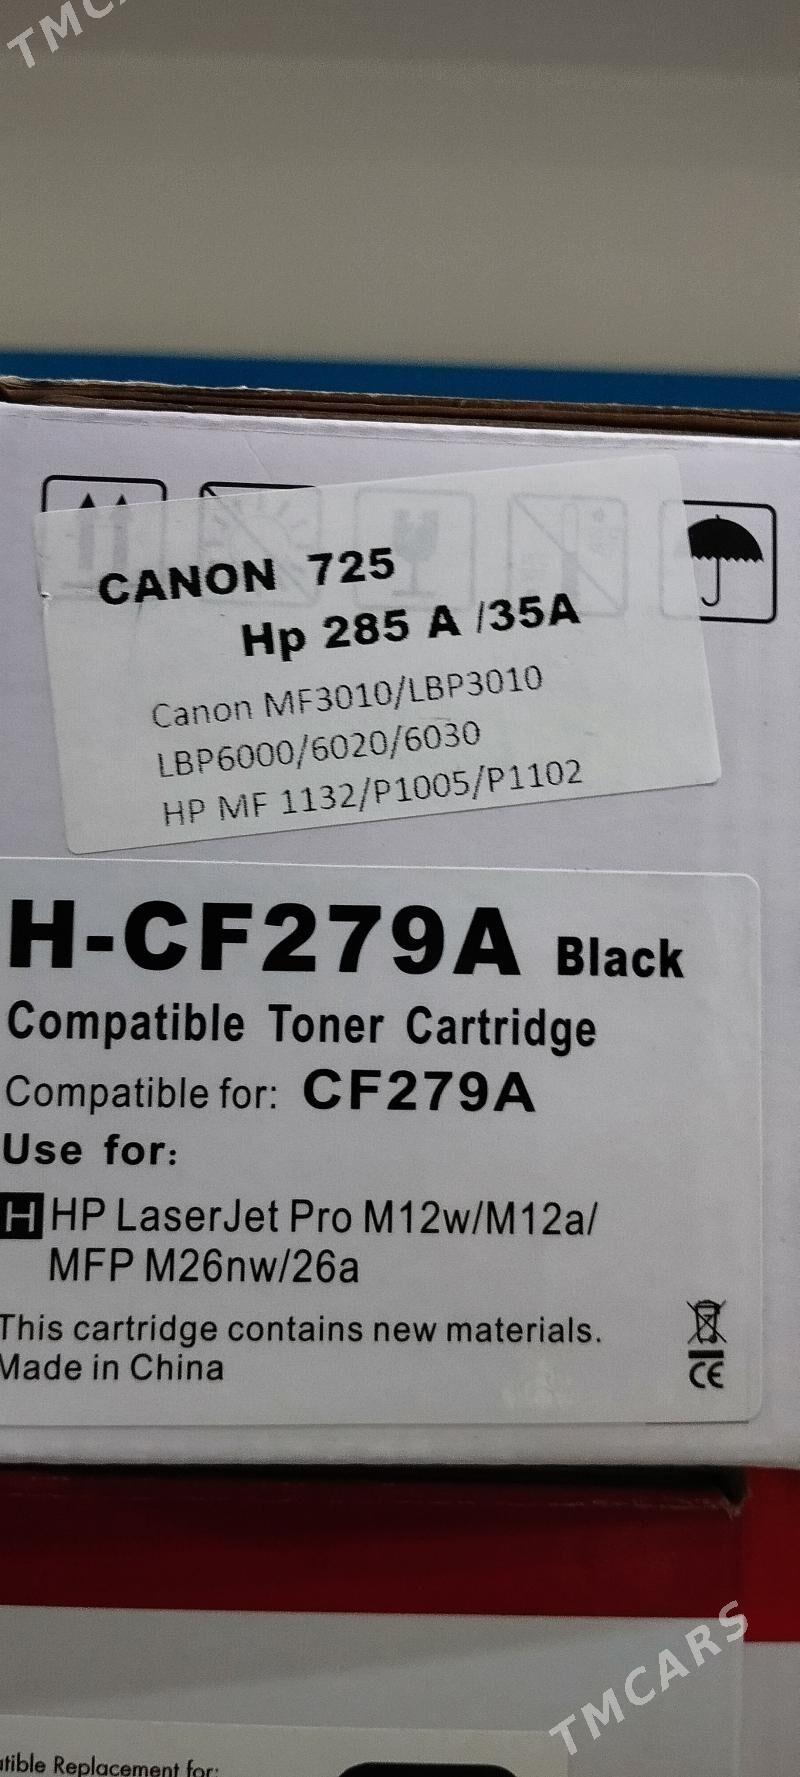 CANON 725
Hp 285 A /35A
Canon MF3010/LBP3010
LBP6000/6020/6030
HP MF 1132/P1005/P1102
H-CF279A Black
Compatible Toner Cartridge
Compatible for: CF279A
Use for:
H HP LaserJet Pro M12w/M12a/
MFP M26nw/26a
This cartridge contains new materials.
Made in China
CE
TMCARS
Replacement for: